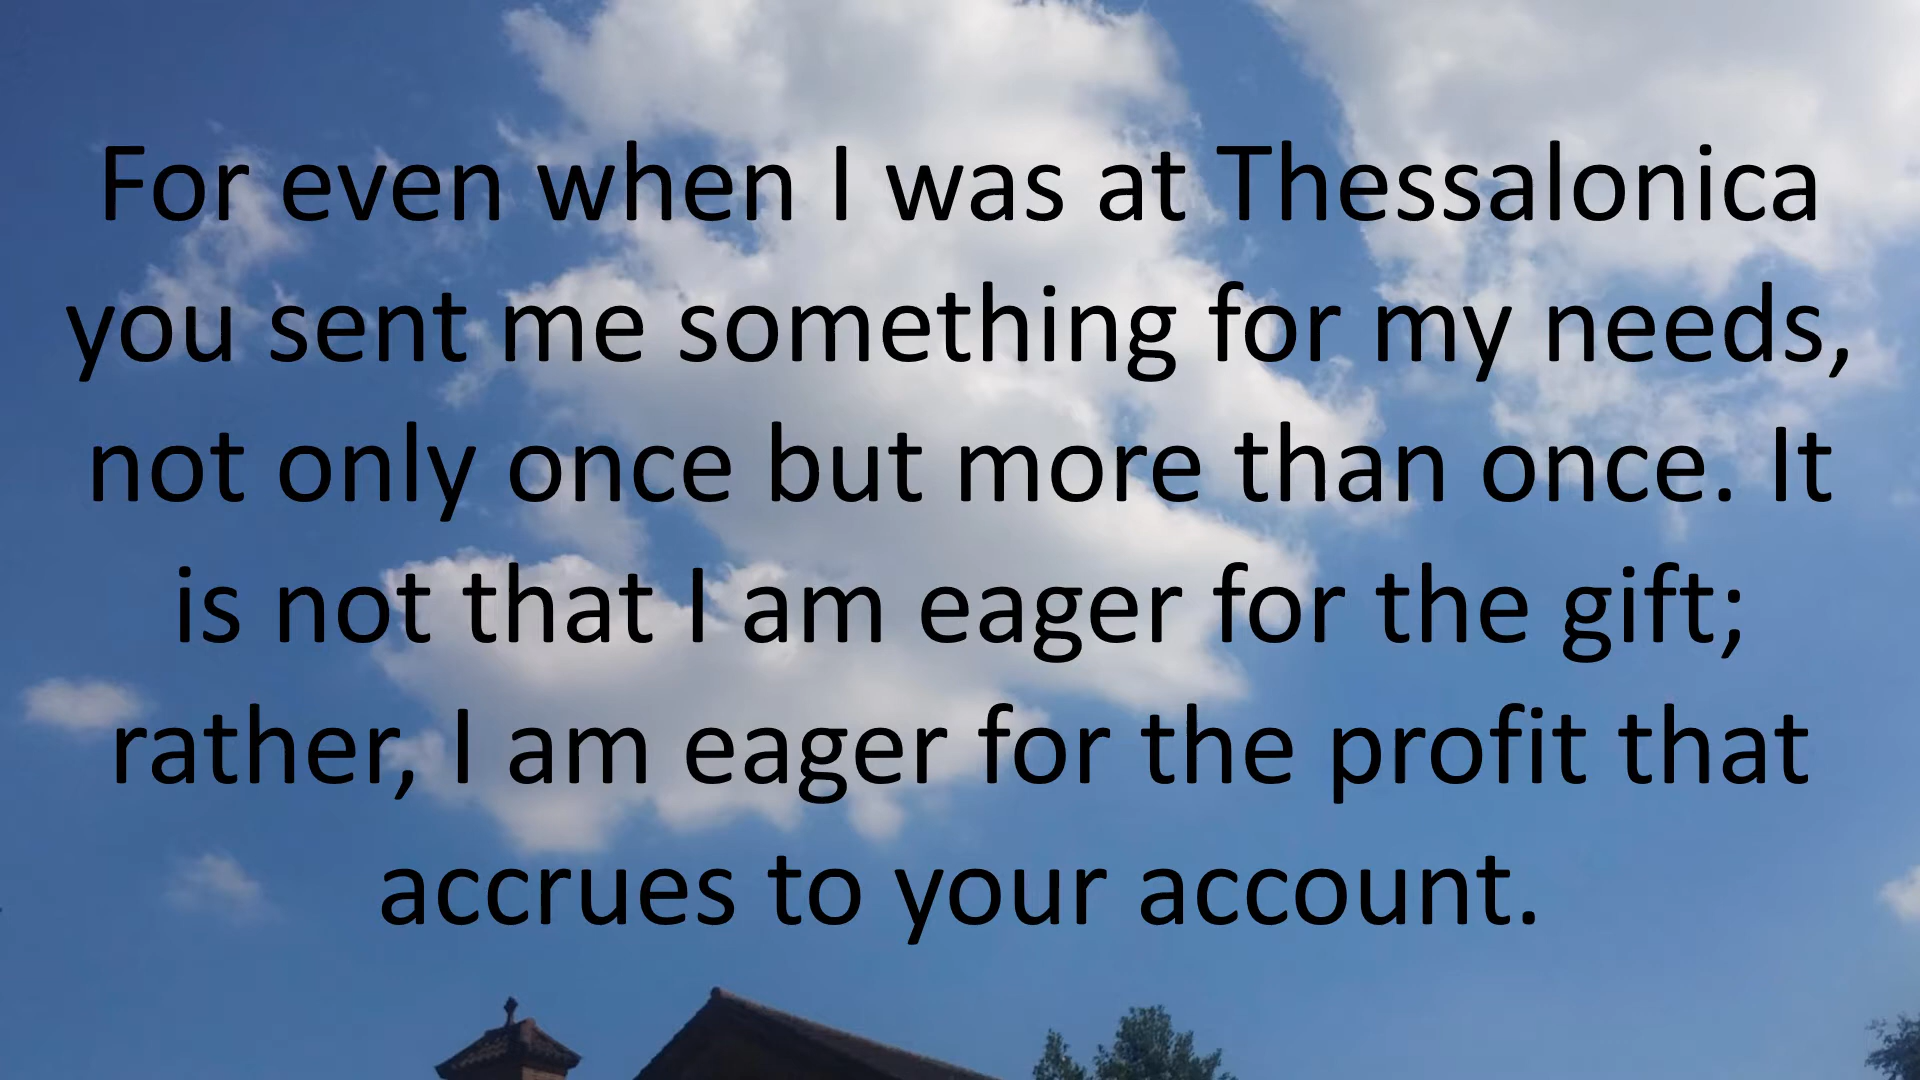 For even when I was at Thessalonica
you sent me something for my needs,
not only once but more than once. It
is not that I am eager for the gift;
rather, I am eager for the profit that
accrues to your account.